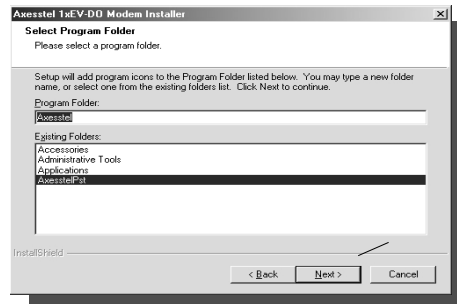 Axesstel 1xEV-DO Modem Installer
Select Program Folder
Please select a program folder.
Setup will add program icons to the Program Folder listed below. You may type a new folder
name, or select one from the existing folders list. Click Next to continue.
Program Folder:
Axesstel
Existing Folders:
Accessories
Administrative Tools
Applications
AxesstelPst
InstallShield
< Back
Next >
Cancel